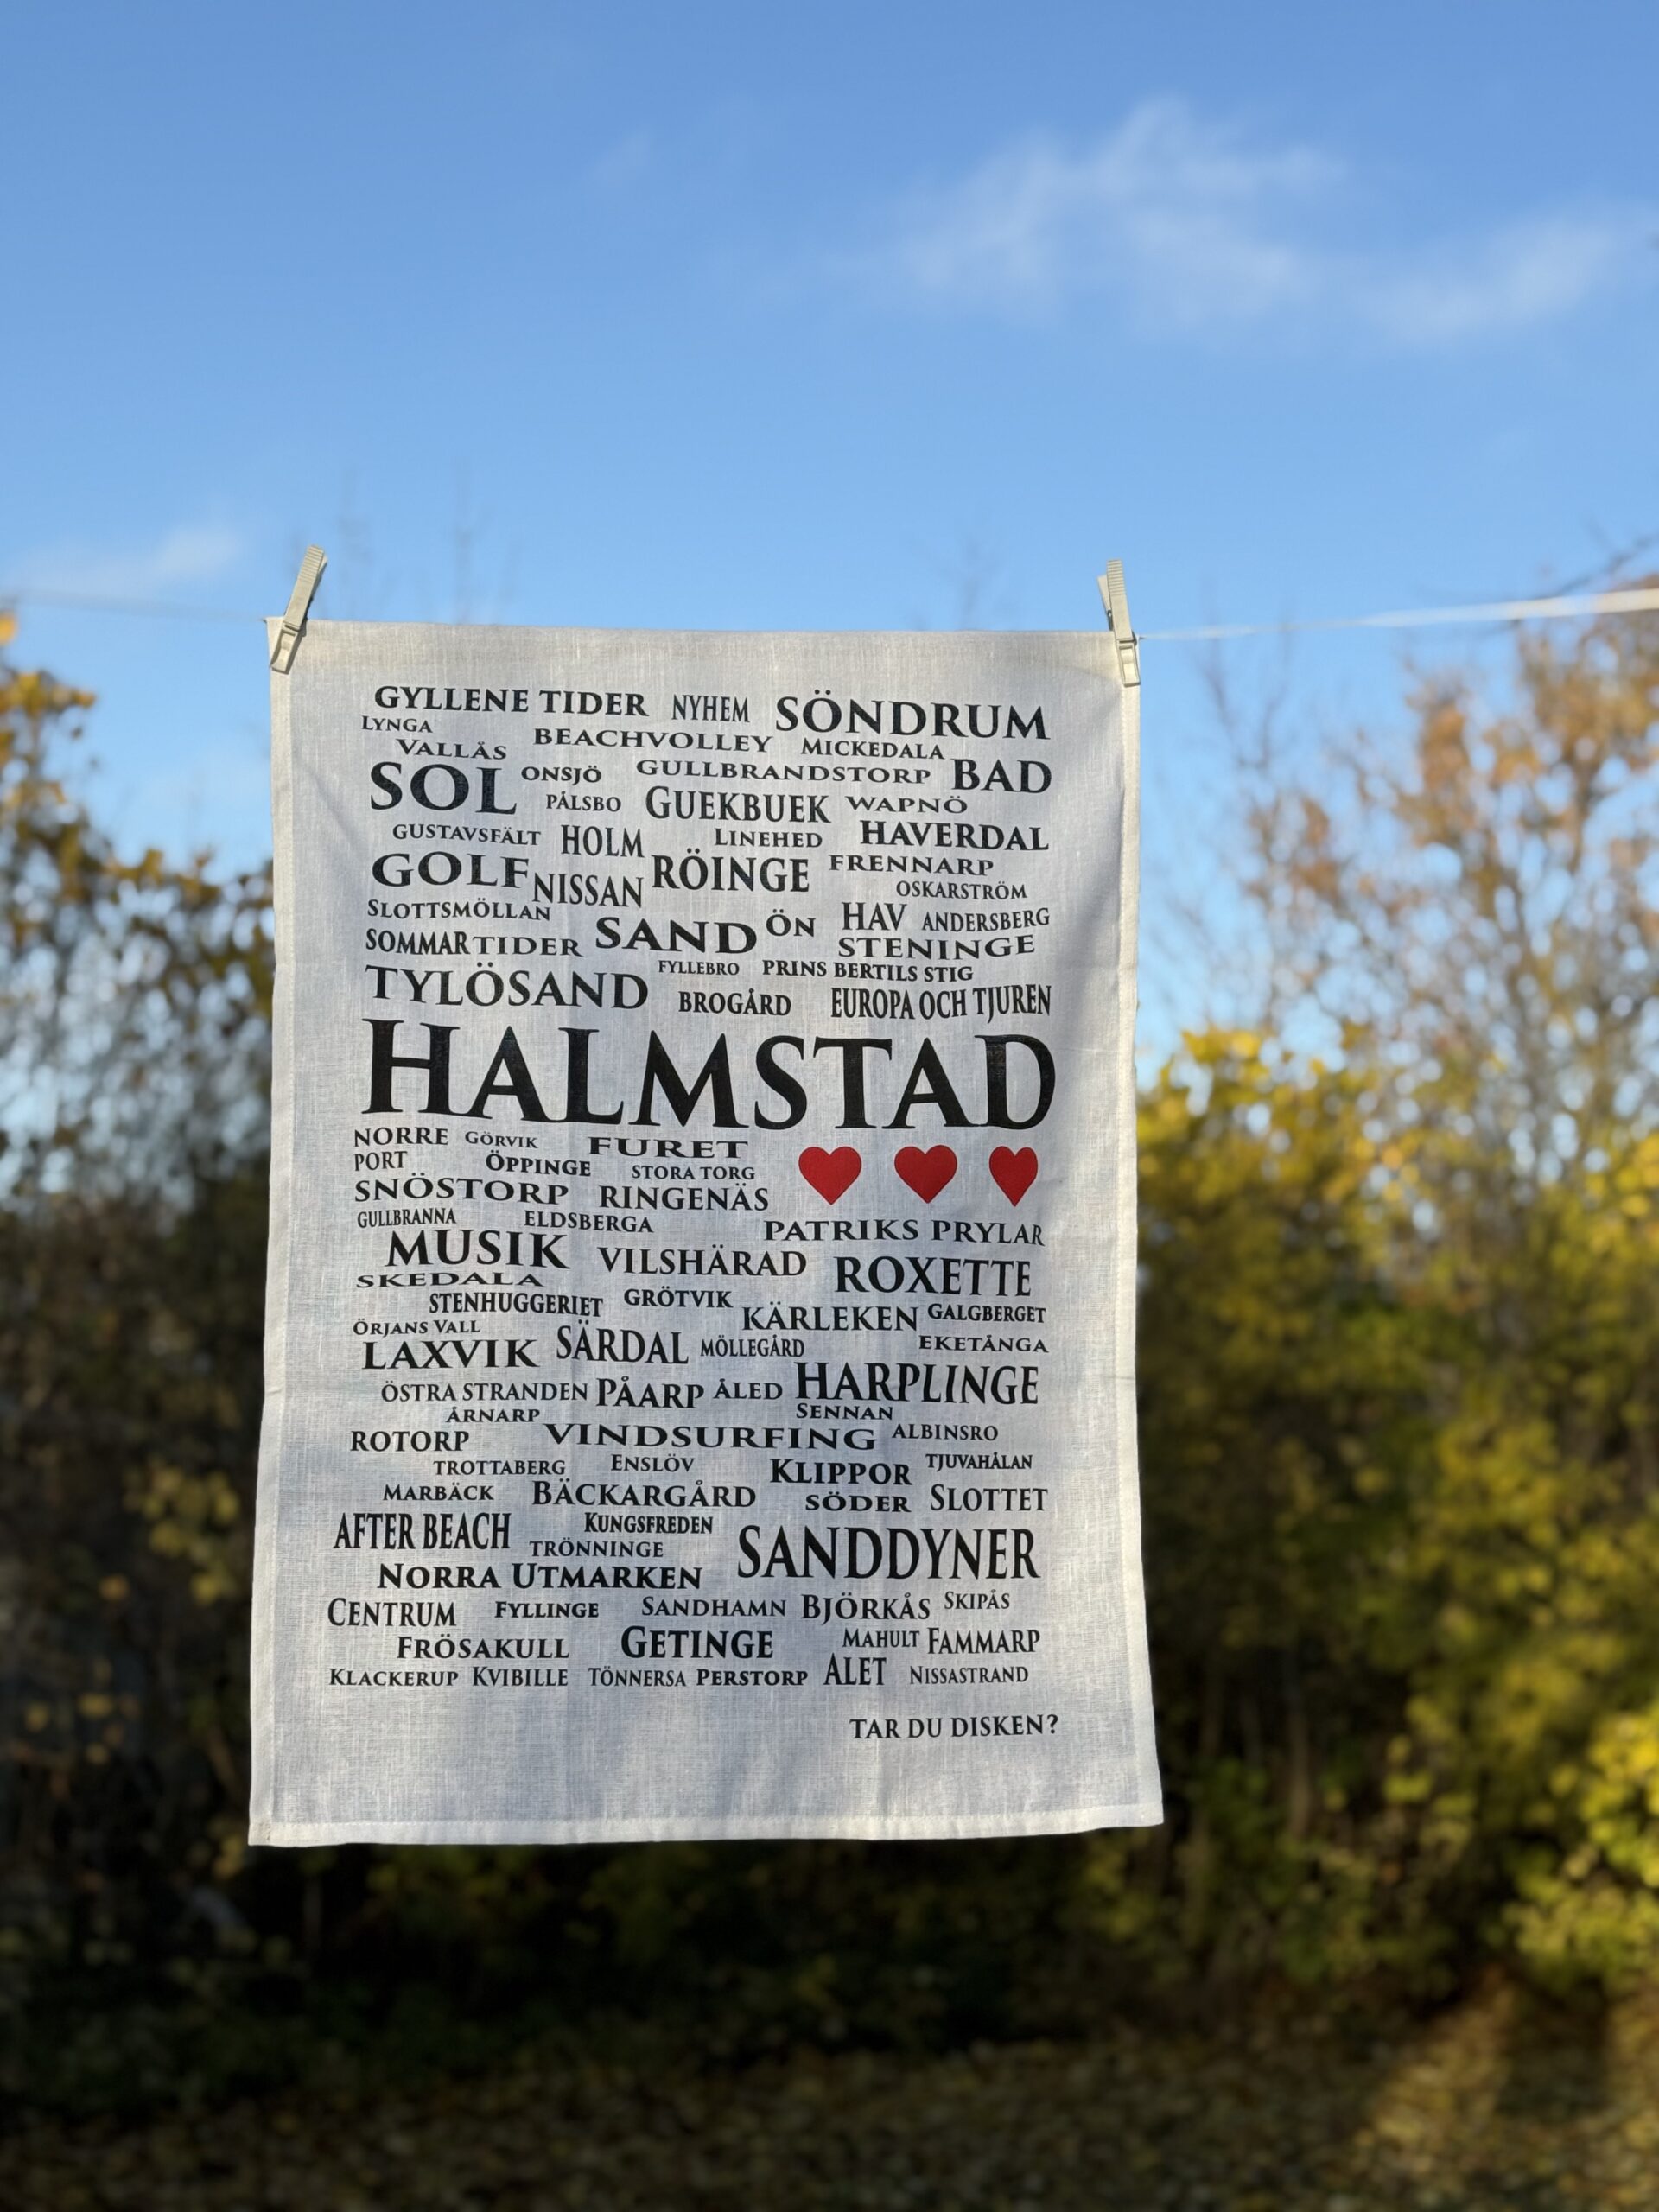 GYLLENE TIDER NYHEM SÖNDRUM
LYNGA BEACHVOLLEY MICKEDALA
VALLÅS
SOL ONSJÖ GULLBRANDSTORP BAD
PÅLSBO GUEKBUEK WAPNÖ
GUSTAVSFÄLT HOLM LINEHED HAVERDAL
GOLF NISSAN RÖINGE FRENNARP
OSKARSTRÖM
SLOTTSMÖLLAN SAND ÖN HAV ANDERSBERG
SOMMARTIDER STENINGE
TYLÖSAND FYLLEBRO PRINS BERTILS STIG
BROGÅRD EUROPA OCH TJUREN
HALMSTAD
NORRE GÖRVIK FURET
PORT ÖPPINGE STORA TORG
SNÖSTORP RINGENÄS
GULLBRANNA ELDSBERGA PATRIKS PRYLAR
MUSIK VILSHÄRAD ROXETTE
SKEDALA
STENHUGGERIET GRÖTVIK KÄRLEKEN GALGBERGET
ÖRJANS VALL
LAXVIK SÄRDAL MÖLLEGÅRD EKETÅNGA
ÖSTRA STRANDEN PÅARP ÅLED HARPLINGE
ÅRNARP SENNAN
ROTORP VINDSURFING ALBINSRO
TROTTABERG ENSLÖV KLIPPOR TJUVAHÅLAN
MARBÄCK BÄCKARGÅRD SÖDER SLOTTET
AFTER BEACH KUNGSFREDEN SANDDYNER
TRÖNNINGE
NORRA UTMARKEN
CENTRUM FYLLINGE SANDHAMN BJÖRKÅS SKIPÅS
FRÖSAKULL GETINGE MAHULT FAMMARP
KLACKERUP KVIBILLE TÖNNERSA PERSTORP ALET NISSASTRAND
TAR DU DISKEN?